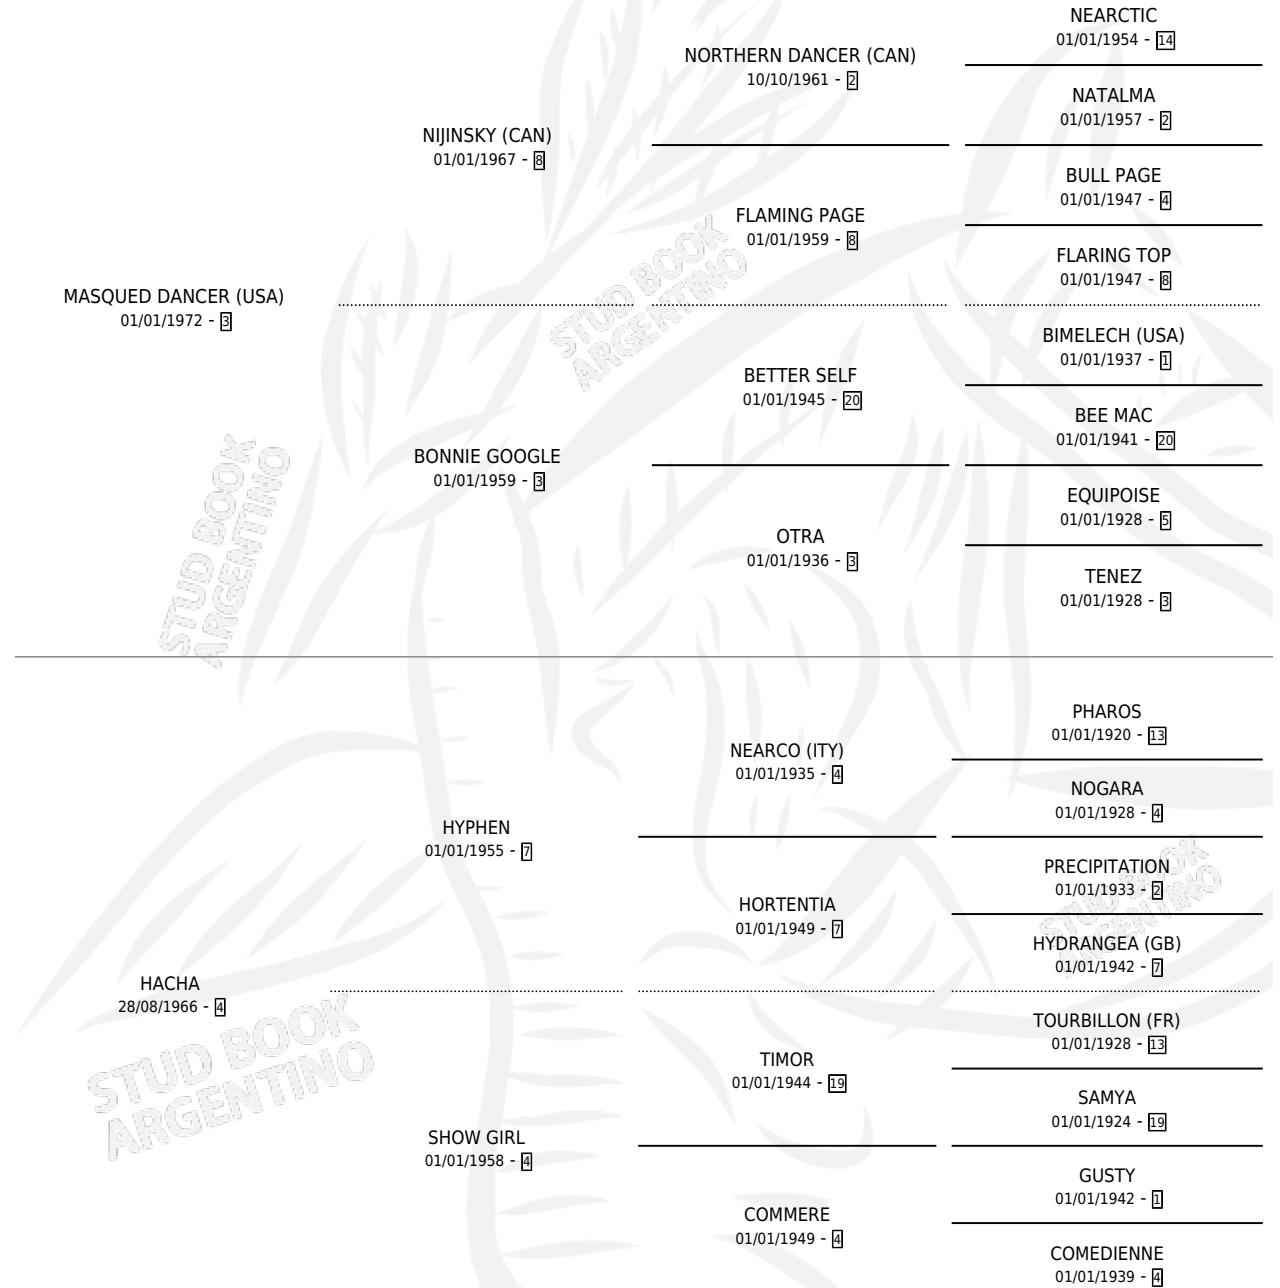 NEARCTIC
01/01/1954 - 14
NORTHERN DANCER (CAN)
10/10/1961 - 2
NATALMA
01/01/1957 - 2
NIJINSKY (CAN)
01/01/1967 - 8
BULL PAGE
01/01/1947 - 4
FLAMING PAGE
01/01/1959 - 8
FLARING TOP
01/01/1947 - 8
MASQUED DANCER (USA)
01/01/1972 - 3
STUD BOOK
ARGENTINO
BIMELECH (USA)
01/01/1937 - 1
BETTER SELF
01/01/1945 - 20
BEE MAC
01/01/1941 - 20
BONNIE GOOGLE
01/01/1959 - 3
EQUIPOISE
01/01/1928 - 5
OTRA
01/01/1936 - 3
TENEZ
01/01/1928 - 3
STUD BOOK
ARGENTINO
PHAROS
01/01/1920 - 13
NEARCO (ITY)
01/01/1935 - 4
NOGARA
01/01/1928 - 4
HYPHEN
01/01/1955 - 7
PRECIPITATION
01/01/1933 - 2
HORTENTIA
01/01/1949 - 7
STUD BOOK
ARGENTINO
HYDRANGEA (GB)
01/01/1942 - 7
HACHA
28/08/1966 - 4
TOURBILLON (FR)
01/01/1928 - 13
TIMOR
01/01/1944 - 19
SAMYA
01/01/1924 - 19
STUD BOOK
ARGENTINO
SHOW GIRL
01/01/1958 - 4
GUSTY
01/01/1942 - 1
COMMERE
01/01/1949 - 4
COMEDIENNE
01/01/1939 - 4